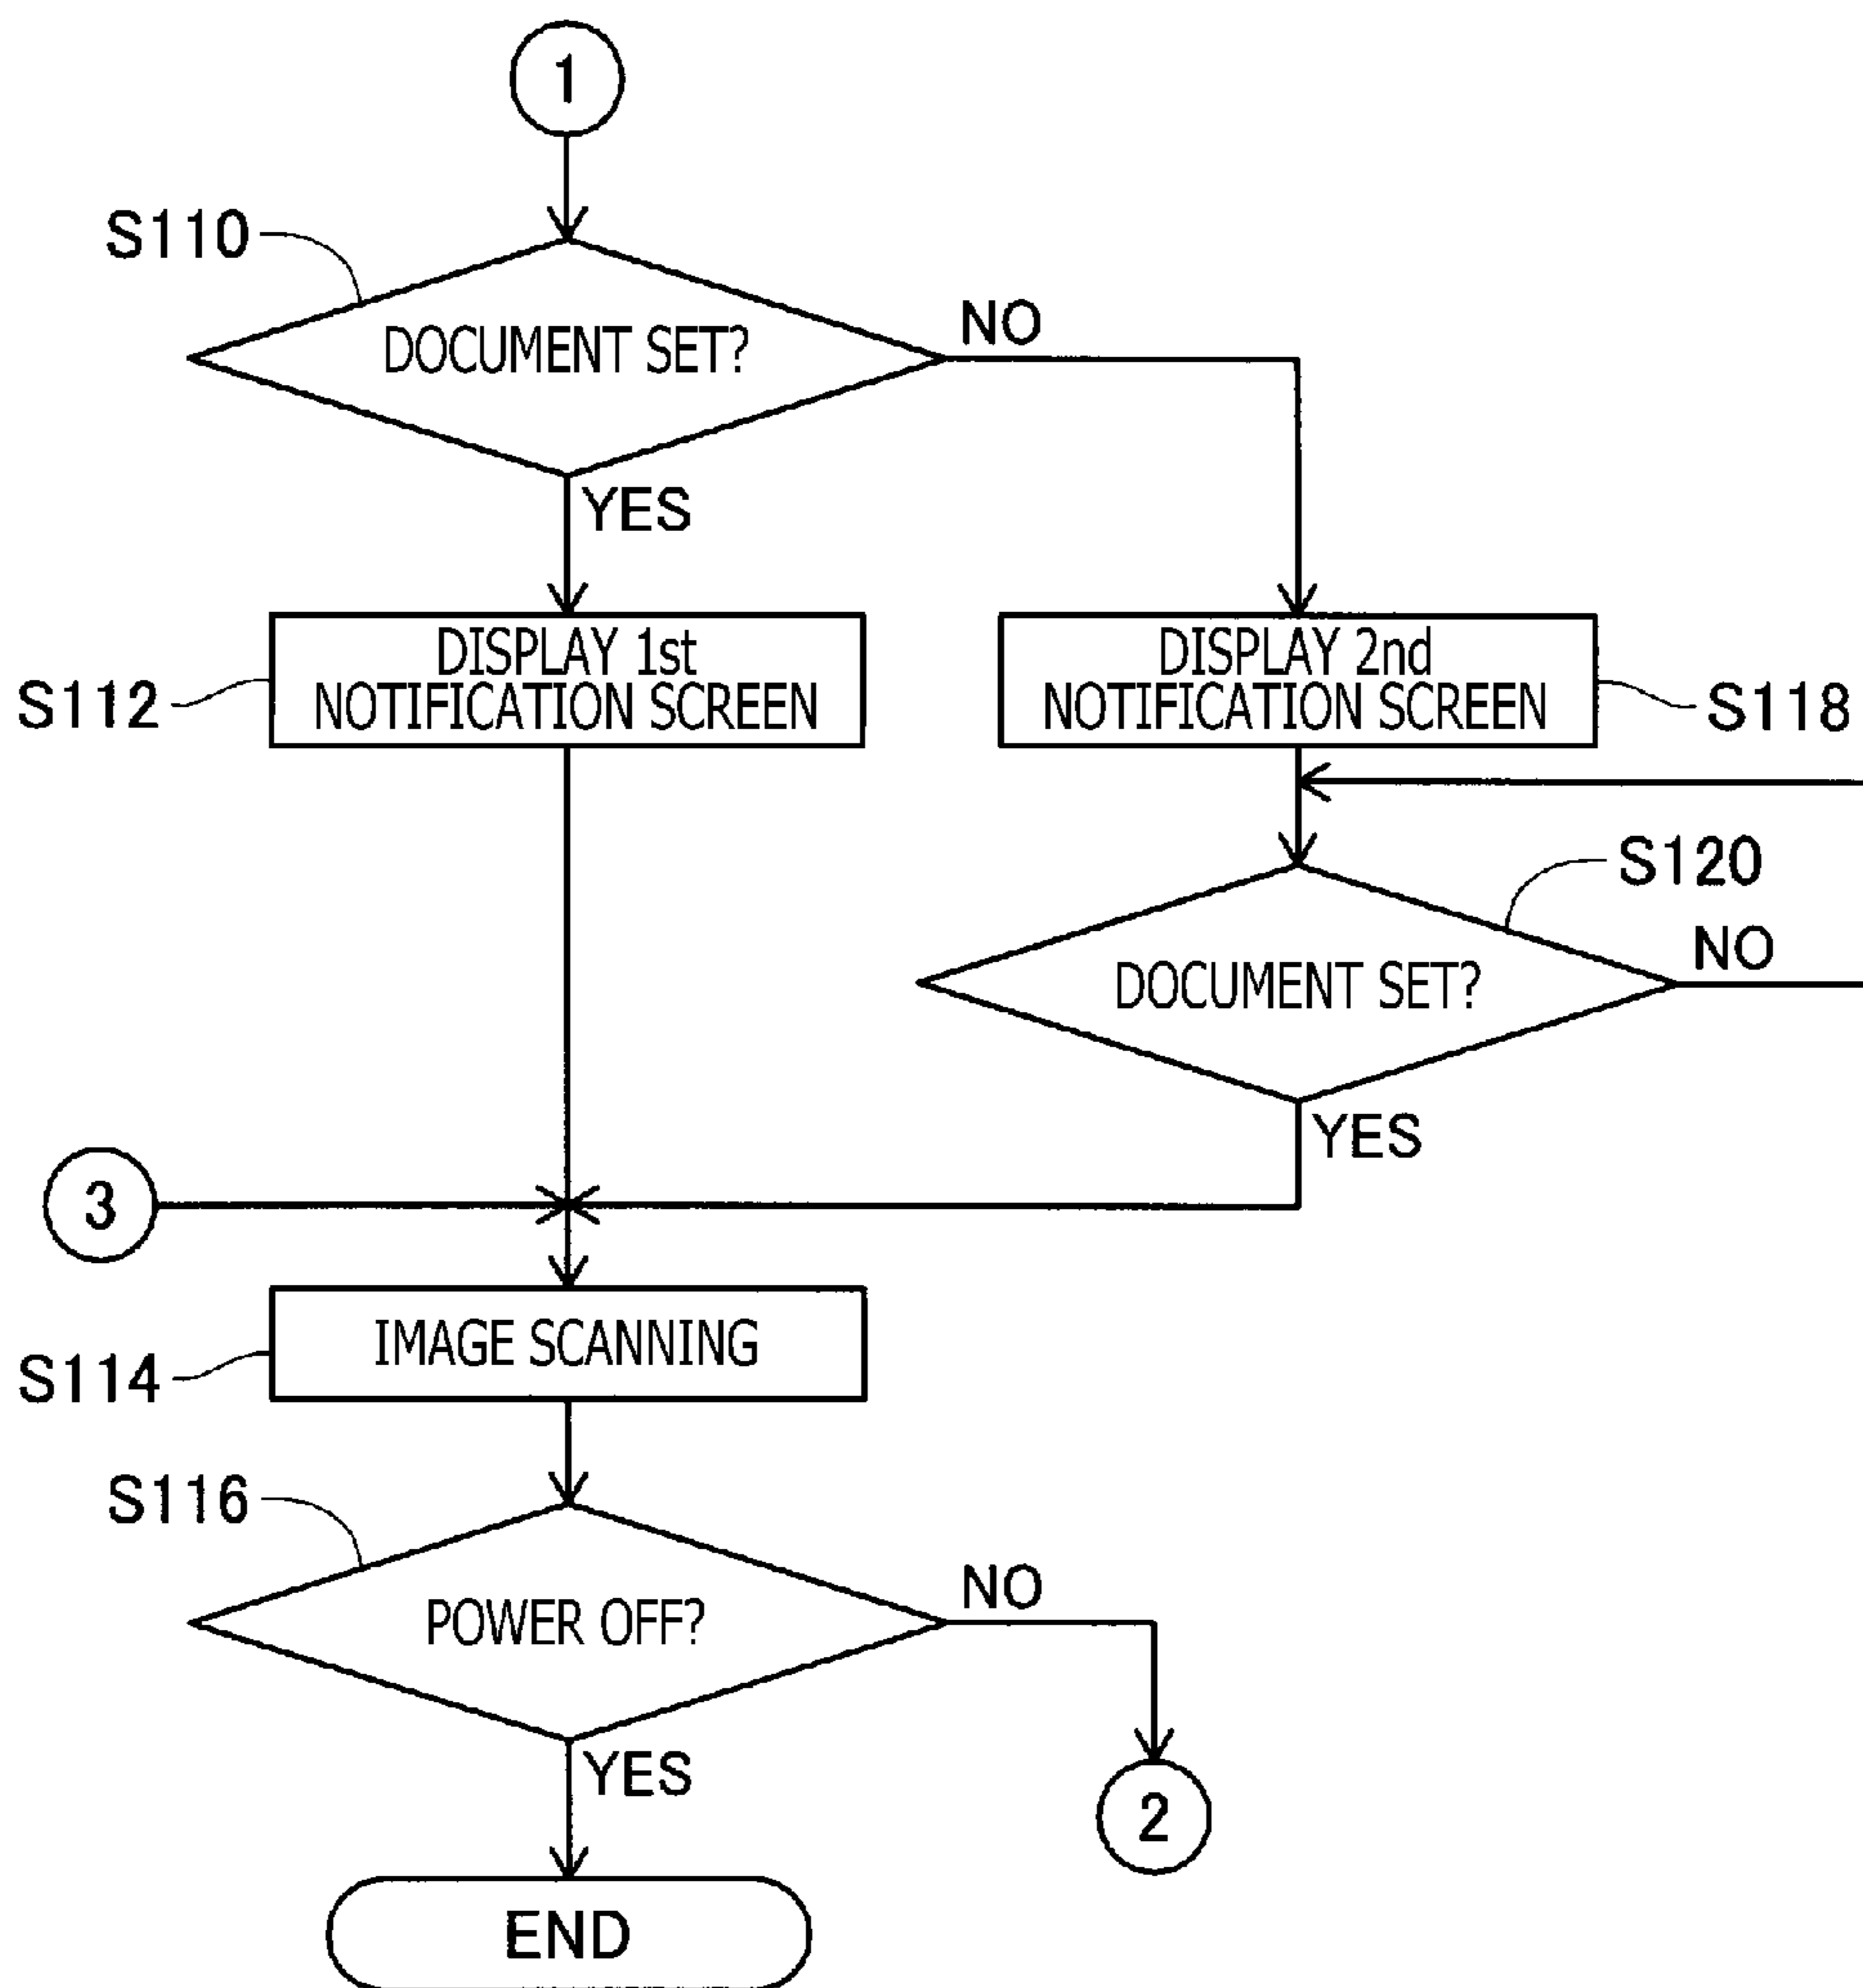 1
S110
DOCUMENT SET?
NO
YES
S112
DISPLAY 1st
NOTIFICATION SCREEN
DISPLAY 2nd
NOTIFICATION SCREEN
S118
S120
DOCUMENT SET?
NO
YES
3
S114
IMAGE SCANNING
S116
POWER OFF?
NO
YES
2
END